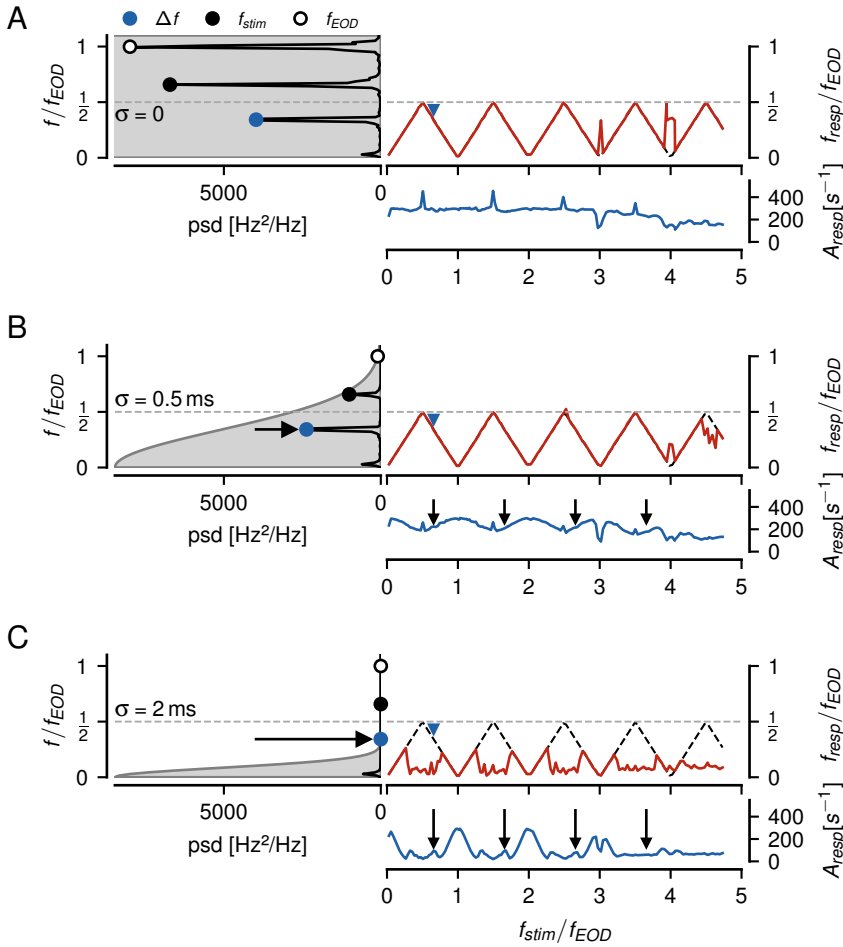 A
Δf
f_stim
f_EOD
f/f_EOD
1
1/2
0
σ = 0
5000
0
psd [Hz²/Hz]
1
1/2
0
f_resp/f_EOD
400
200
0
A_resp[s⁻¹]
0 1 2 3 4 5
B
f/f_EOD
1
1/2
0
σ = 0.5 ms
5000
0
psd [Hz²/Hz]
1
1/2
0
f_resp/f_EOD
400
200
0
A_resp[s⁻¹]
0 1 2 3 4 5
C
f/f_EOD
1
1/2
0
σ = 2 ms
5000
0
psd [Hz²/Hz]
1
1/2
0
f_resp/f_EOD
400
200
0
A_resp[s⁻¹]
0 1 2 3 4 5
f_stim/f_EOD